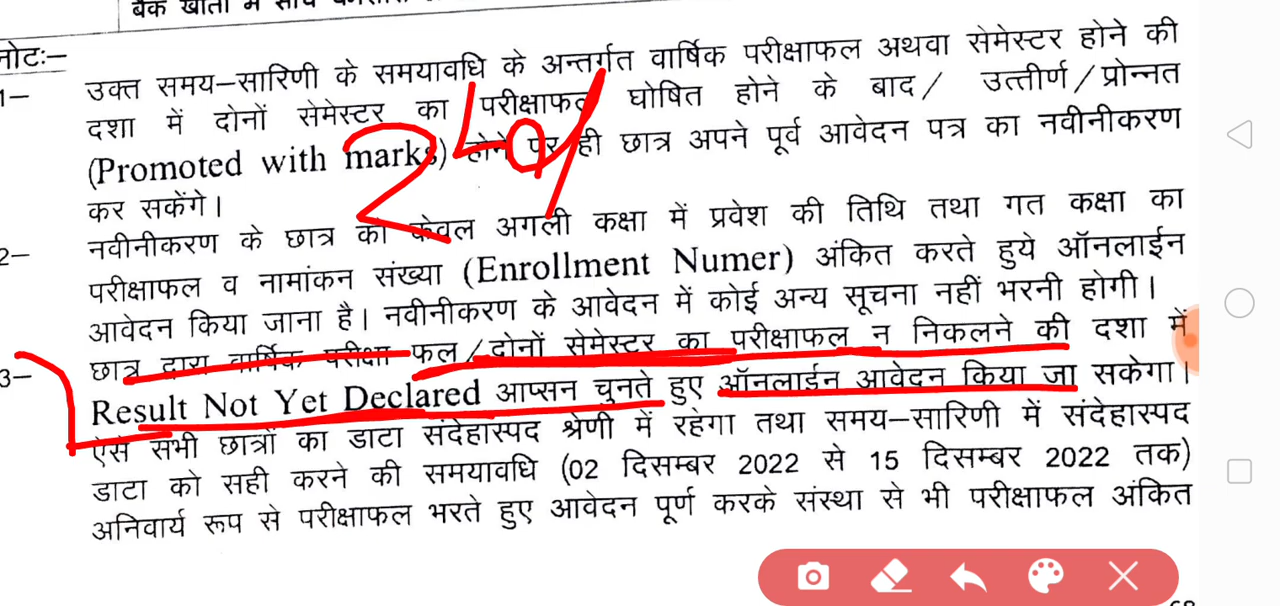 बैंक खातों में
नोटः–
1– उक्त समय–सारिणी के समयावधि के अन्तर्गत वार्षिक परीक्षाफल अथवा सेमेस्टर होने की
दशा में दोनों सेमेस्टर का परीक्षाफल घोषित होने के बाद/ उत्तीर्ण/प्रोन्नत
(Promoted with marks) होने पर ही छात्र अपने पूर्व आवेदन पत्र का नवीनीकरण
कर सकेंगे।
2– नवीनीकरण के छात्र को केवल अगली कक्षा में प्रवेश की तिथि तथा गत कक्षा का
परीक्षाफल व नामांकन संख्या (Enrollment Numer) अंकित करते हुये ऑनलाईन
आवेदन किया जाना है। नवीनीकरण के आवेदन में कोई अन्य सूचना नहीं भरनी होगी।
3– छात्र द्वारा वार्षिक परीक्षा फल/दोनों सेमेस्टर का परीक्षाफल न निकलने की दशा में
Result Not Yet Declared आप्सन चुनते हुए ऑनलाईन आवेदन किया जा सकेगा।
ऐसे सभी छात्रों का डाटा संदेहास्पद श्रेणी में रहेगा तथा समय–सारिणी में संदेहास्पद
डाटा को सही करने की समयावधि (02 दिसम्बर 2022 से 15 दिसम्बर 2022 तक)
अनिवार्य रूप से परीक्षाफल भरते हुए आवेदन पूर्ण करके संस्था से भी परीक्षाफल अंकित